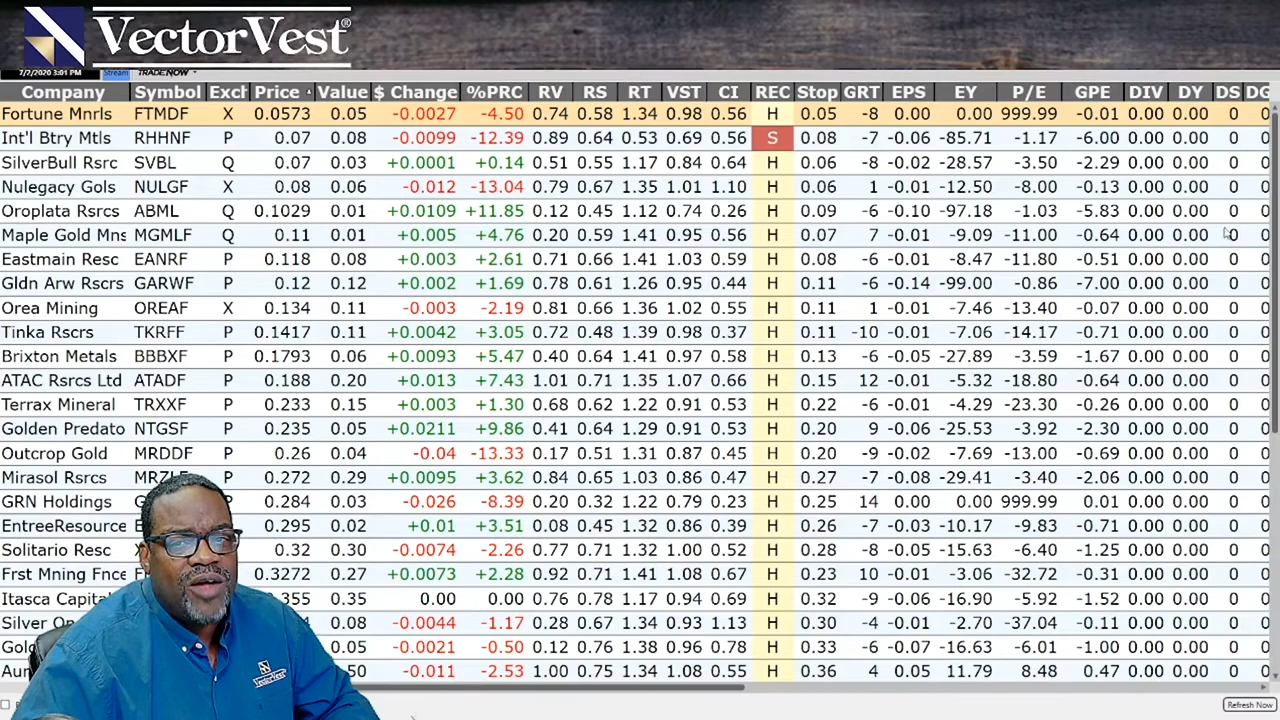 VectorVest®
7/2/2020 3:01 PM Stream TRADENOW
Company Symbol Exch Price Value $ Change %PRC RV RS RT VST CI REC Stop GRT EPS EY P/E GPE DIV DY DS DG
Fortune Mnrls FTMDF X 0.0573 0.05 -0.0027 -4.50 0.74 0.58 1.34 0.98 0.56 H 0.05 -8 0.00 0.00 999.99 -0.01 0.00 0.00 0 0
Int'l Btry Mtls RHHNF P 0.07 0.08 -0.0099 -12.39 0.89 0.64 0.53 0.69 0.56 S 0.08 -7 -0.06 -85.71 -1.17 -6.00 0.00 0.00 0 0
SilverBull Rsrc SVBL Q 0.07 0.03 +0.0001 +0.14 0.51 0.55 1.17 0.84 0.64 H 0.06 -8 -0.02 -28.57 -3.50 -2.29 0.00 0.00 0 0
Nulegacy Gols NULGF X 0.08 0.06 -0.012 -13.04 0.79 0.67 1.35 1.01 1.10 H 0.06 1 -0.01 -12.50 -8.00 -0.13 0.00 0.00 0 0
Oroplata Rsrcs ABML Q 0.1029 0.01 +0.0109 +11.85 0.12 0.45 1.12 0.74 0.26 H 0.09 -6 -0.10 -97.18 -1.03 -5.83 0.00 0.00 0 0
Maple Gold Mns MGMLF Q 0.11 0.01 +0.005 +4.76 0.20 0.59 1.41 0.95 0.56 H 0.07 7 -0.01 -9.09 -11.00 -0.64 0.00 0.00 0 0
Eastmain Resc EANRF P 0.118 0.08 +0.003 +2.61 0.71 0.66 1.41 1.03 0.59 H 0.08 -6 -0.01 -8.47 -11.80 -0.51 0.00 0.00 0 0
Gldn Arw Rscrs GARWF P 0.12 0.12 +0.002 +1.69 0.78 0.61 1.26 0.95 0.44 H 0.11 -6 -0.14 -99.00 -0.86 -7.00 0.00 0.00 0 0
Orea Mining OREAF X 0.134 0.11 -0.003 -2.19 0.81 0.66 1.36 1.02 0.55 H 0.11 1 -0.01 -7.46 -13.40 -0.07 0.00 0.00 0 0
Tinka Rscrs TKRFF P 0.1417 0.11 +0.0042 +3.05 0.72 0.48 1.39 0.98 0.37 H 0.11 -10 -0.01 -7.06 -14.17 -0.71 0.00 0.00 0 0
Brixton Metals BBBXF P 0.1793 0.06 +0.0093 +5.47 0.40 0.64 1.41 0.97 0.58 H 0.13 -6 -0.05 -27.89 -3.59 -1.67 0.00 0.00 0 0
ATAC Rsrcs Ltd ATADF P 0.188 0.20 +0.013 +7.43 1.01 0.71 1.35 1.07 0.66 H 0.15 12 -0.01 -5.32 -18.80 -0.64 0.00 0.00 0 0
Terrax Mineral TRXXF P 0.233 0.15 +0.003 +1.30 0.68 0.62 1.22 0.91 0.53 H 0.22 -6 -0.01 -4.29 -23.30 -0.26 0.00 0.00 0 0
Golden Predato NTGSF P 0.235 0.05 +0.0211 +9.86 0.41 0.64 1.29 0.91 0.53 H 0.20 9 -0.06 -25.53 -3.92 -2.30 0.00 0.00 0 0
Outcrop Gold MRDDF P 0.26 0.04 -0.04 -13.33 0.17 0.51 1.31 0.87 0.45 H 0.20 -9 -0.02 -7.69 -13.00 -0.69 0.00 0.00 0 0
Mirasol Rsrcs P 0.272 0.29 +0.0095 +3.62 0.84 0.65 1.03 0.86 0.47 H 0.27 -7 -0.08 -29.41 -3.40 -2.06 0.00 0.00 0 0
GRN Holdings P 0.284 0.03 -0.026 -8.39 0.20 0.32 1.22 0.79 0.23 H 0.25 14 0.00 0.00 999.99 0.01 0.00 0.00 0 0
EntreeResource P 0.295 0.02 +0.01 +3.51 0.08 0.45 1.32 0.86 0.39 H 0.26 -7 -0.03 -10.17 -9.83 -0.71 0.00 0.00 0 0
Solitario Resc 0.32 0.30 -0.0074 -2.26 0.77 0.71 1.32 1.00 0.52 H 0.28 -8 -0.05 -15.63 -6.40 -1.25 0.00 0.00 0 0
Frst Mning Fnce P 0.3272 0.27 +0.0073 +2.28 0.92 0.71 1.41 1.08 0.67 H 0.23 10 -0.01 -3.06 -32.72 -0.31 0.00 0.00 0 0
Itasca Capital 0.35 0.00 0.00 0.76 0.78 1.17 0.94 0.69 H 0.32 -9 -0.06 -16.90 -5.92 -1.52 0.00 0.00 0 0
Silver 0.08 -0.0044 -1.17 0.28 0.67 1.34 0.93 1.13 H 0.30 -4 -0.01 -2.70 -37.04 -0.11 0.00 0.00 0 0
0.05 -0.0021 -0.50 0.12 0.76 1.38 0.96 0.78 H 0.33 -6 -0.07 -16.63 -6.01 -1.00 0.00 0.00 0 0
-0.011 -2.53 1.00 0.75 1.34 1.08 0.55 H 0.36 4 0.05 11.79 8.48 0.47 0.00 0.00 0 0
VectorVest
Refresh Now